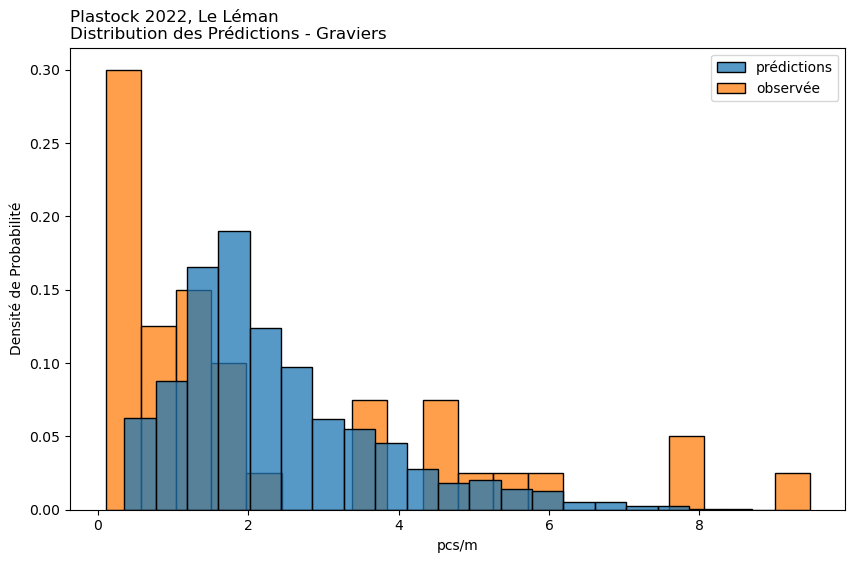 Plastock 2022, Le Léman
Distribution des Prédictions - Graviers
prédictions
observée
Densité de Probabilité
0.30
0.25
0.20
0.15
0.10
0.05
0.00
0 2 4 6 8
pcs/m